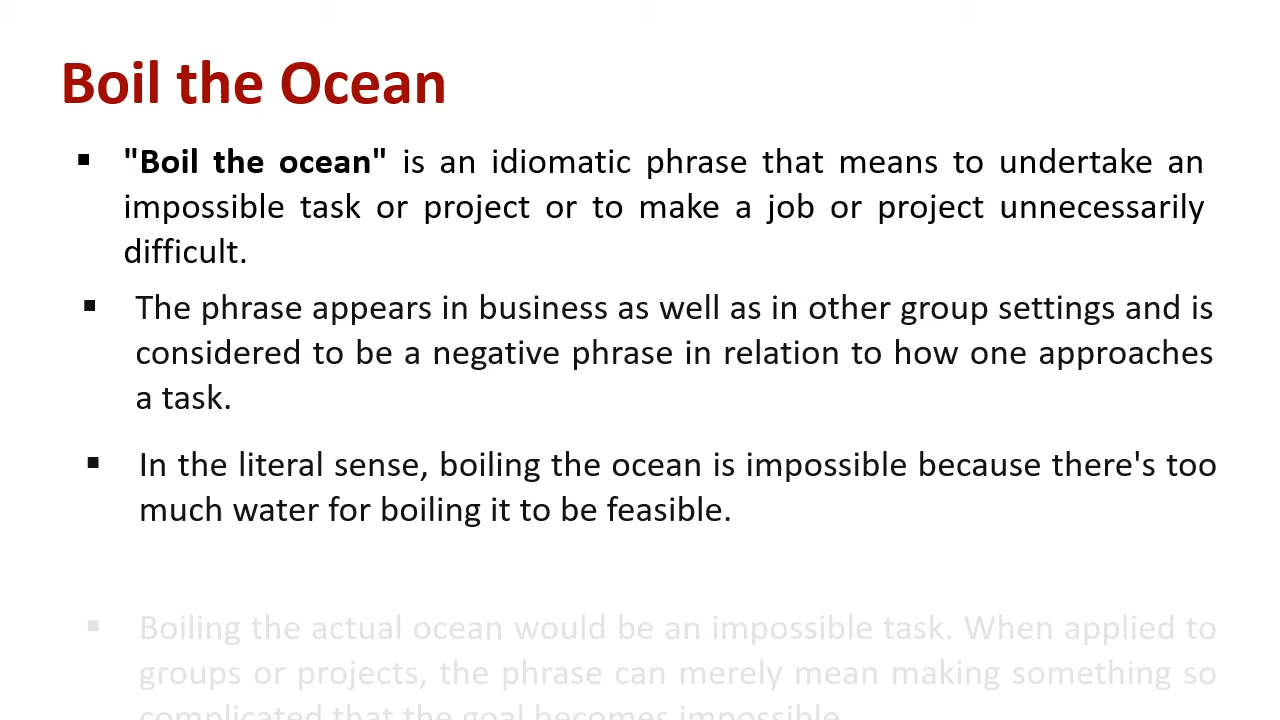 Boil the Ocean
▪ "Boil the ocean" is an idiomatic phrase that means to undertake an
impossible task or project or to make a job or project unnecessarily
difficult.
▪ The phrase appears in business as well as in other group settings and is
considered to be a negative phrase in relation to how one approaches
a task.
▪ In the literal sense, boiling the ocean is impossible because there's too
much water for boiling it to be feasible.
▪ Boiling the actual ocean would be an impossible task. When applied to
groups or projects, the phrase can merely mean making something so
complicated that the goal becomes impossible.